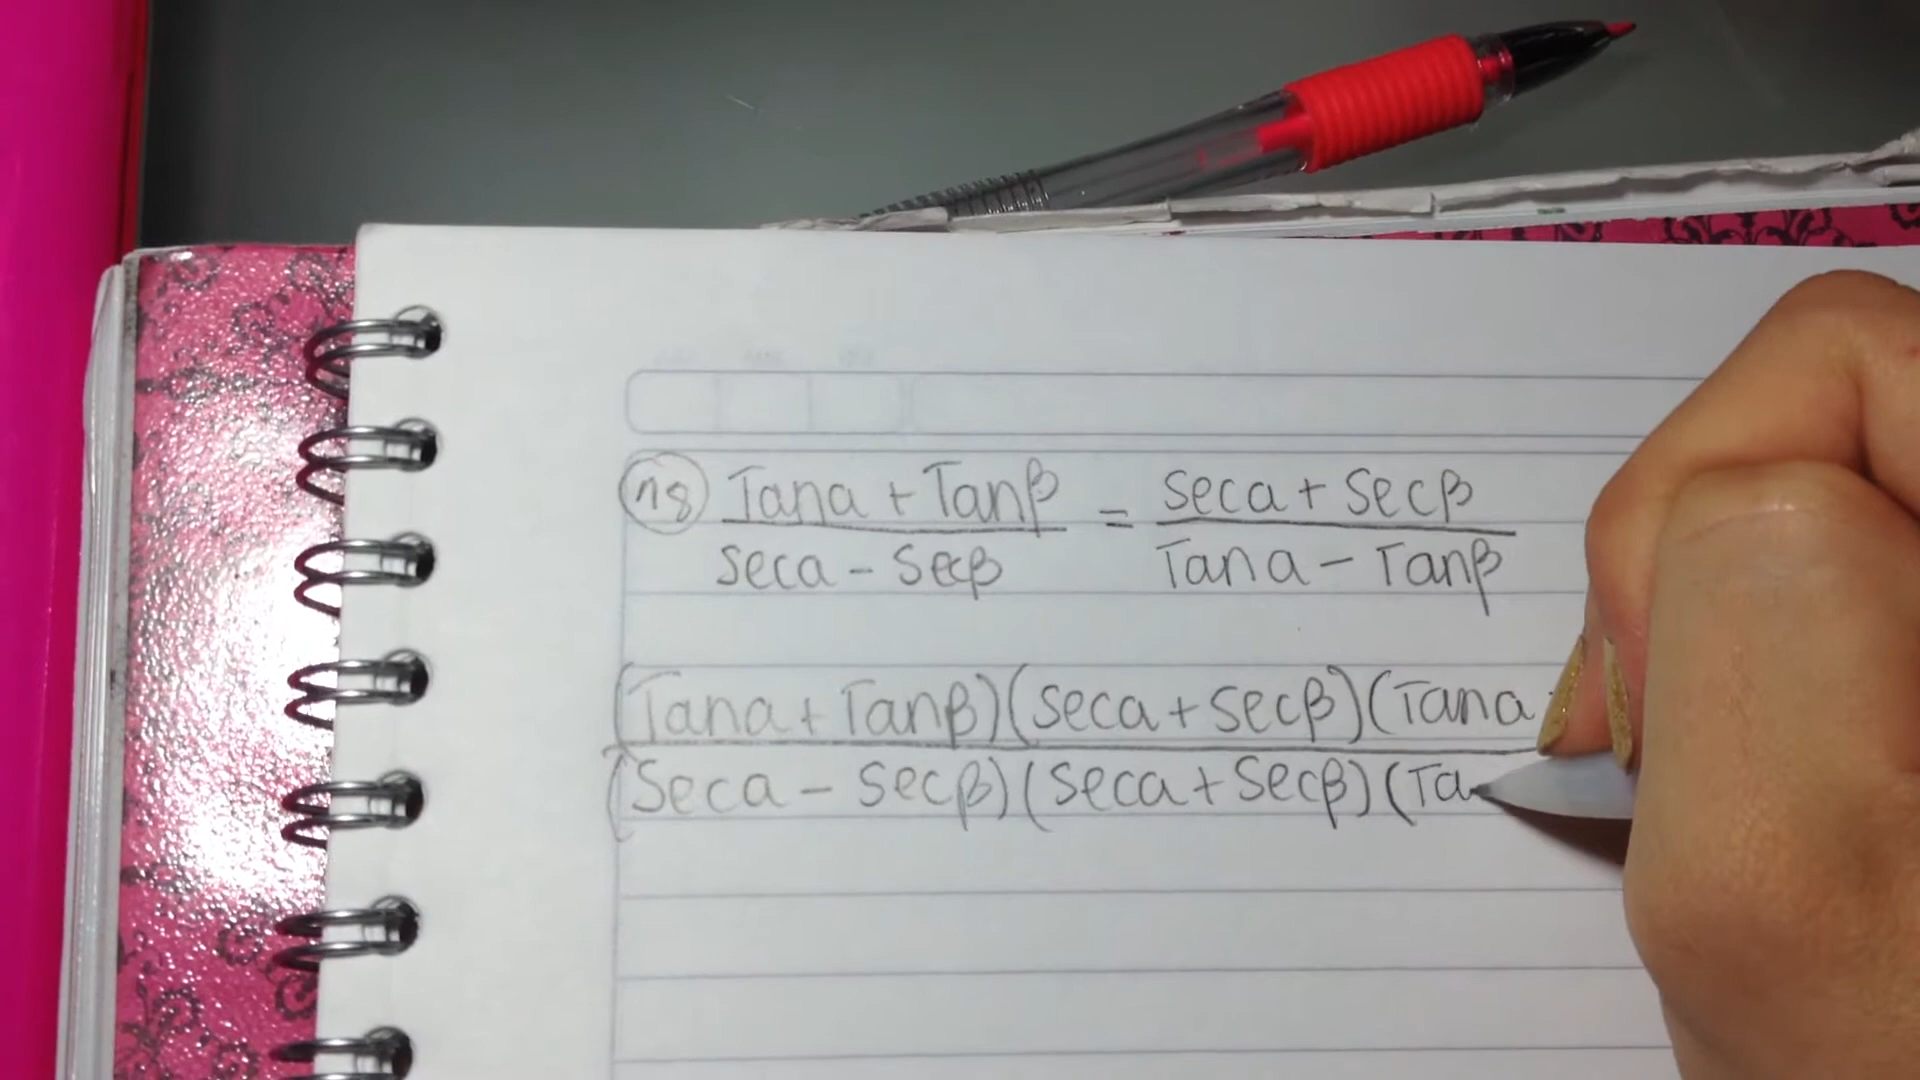 18 Tana + Tanβ = seca + secβ
seca - Secβ Tana - Tanβ
(Tana + Tanβ)(seca + secβ)(Tana
(Seca - Secβ)(Seca + Secβ)(Ta